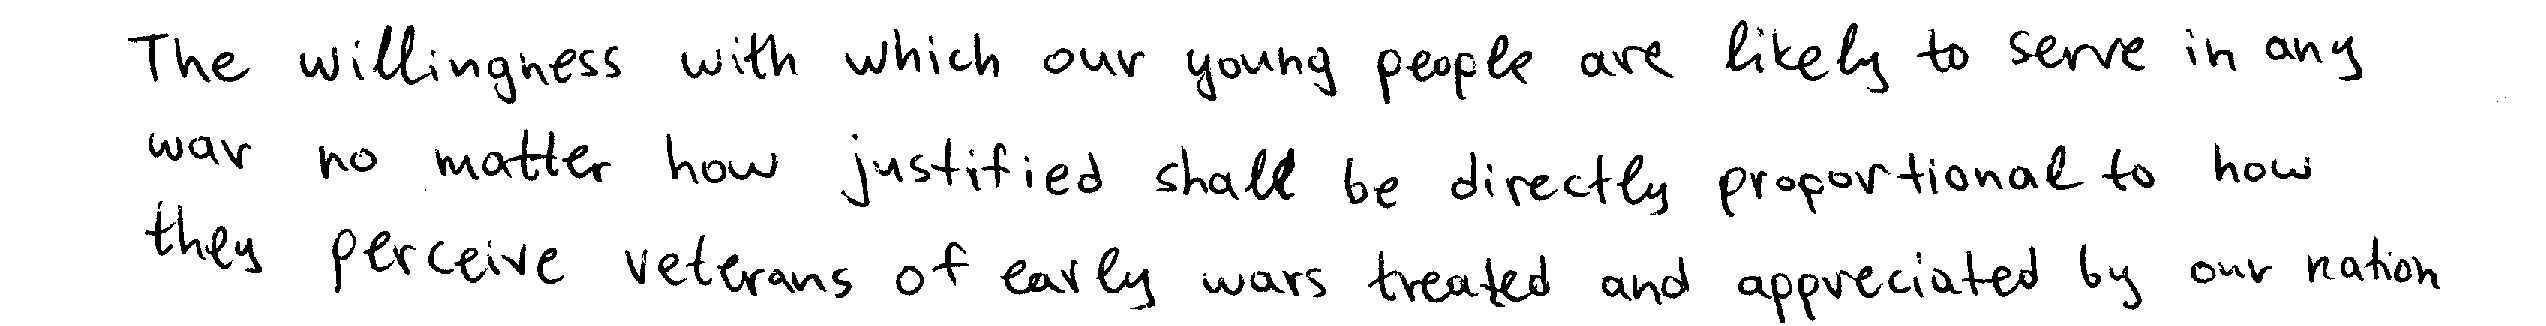 The willingness with which our young people are likely to serve in any
war no matter how justified shall be directly proportional to how
they perceive veterans of early wars treated and appreciated by our nation